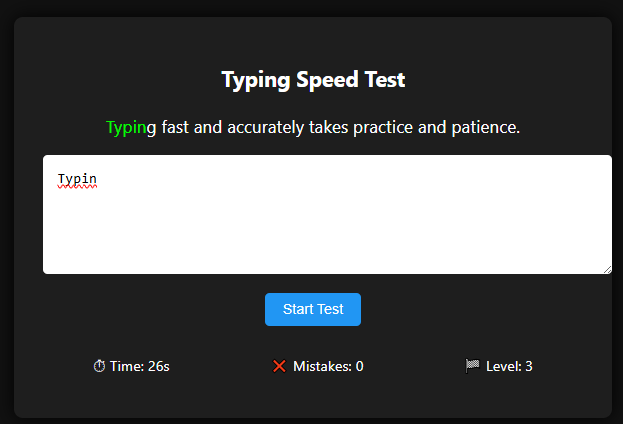 Typing Speed Test
Typing fast and accurately takes practice and patience.
Typin
Start Test
⏱ Time: 26s ❌ Mistakes: 0 🏁 Level: 3